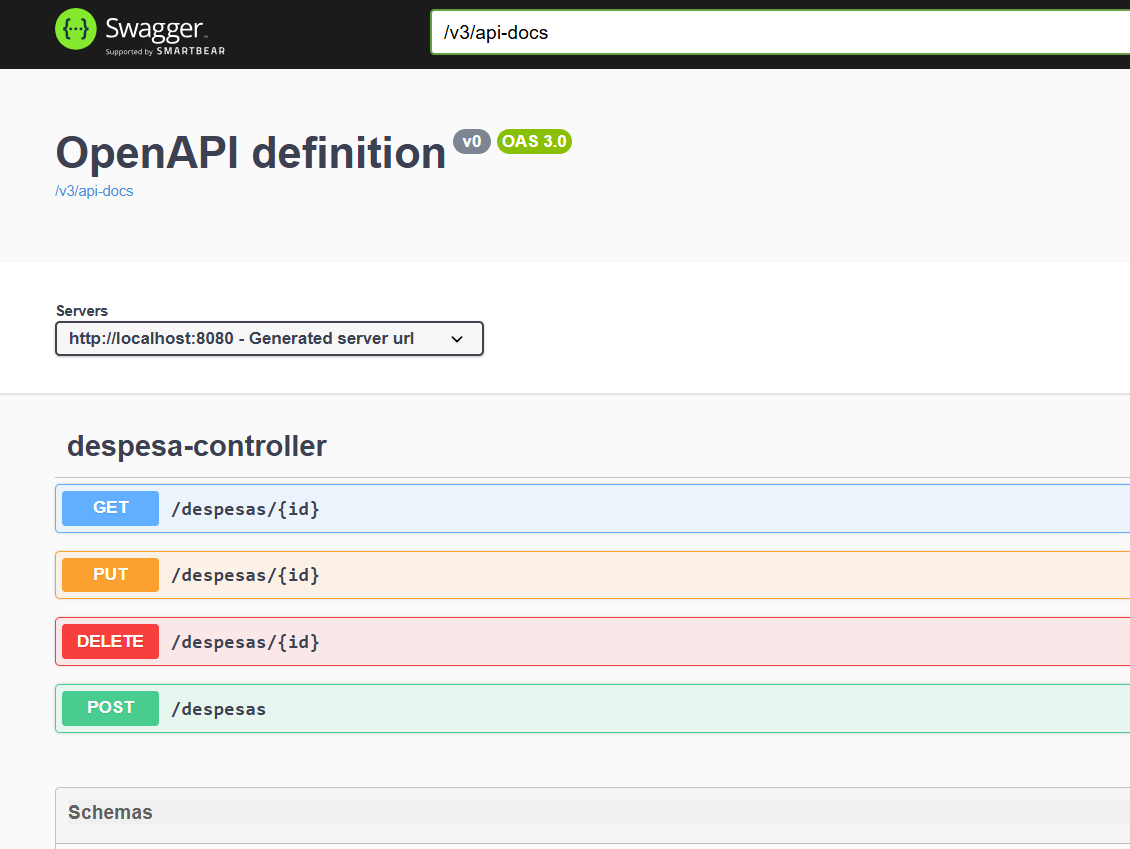 {···} Swagger
Supported by SMARTBEAR
/v3/api-docs
OpenAPI definition v0 OAS 3.0
/v3/api-docs
Servers
http://localhost:8080 - Generated server url
despesa-controller
GET /despesas/{id}
PUT /despesas/{id}
DELETE /despesas/{id}
POST /despesas
Schemas